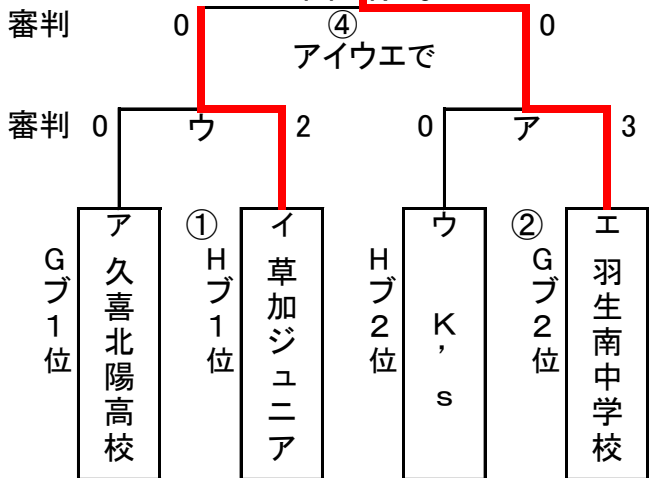 審判 0 ④ 0
アイウエで
審判 0 ウ 2 0 ア 3
ア ① イ ウ ② エ
Gブ1位
久喜北陽高校
Hブ1位
草加ジュニア
Hブ2位
K's
Gブ2位
羽生南中学校